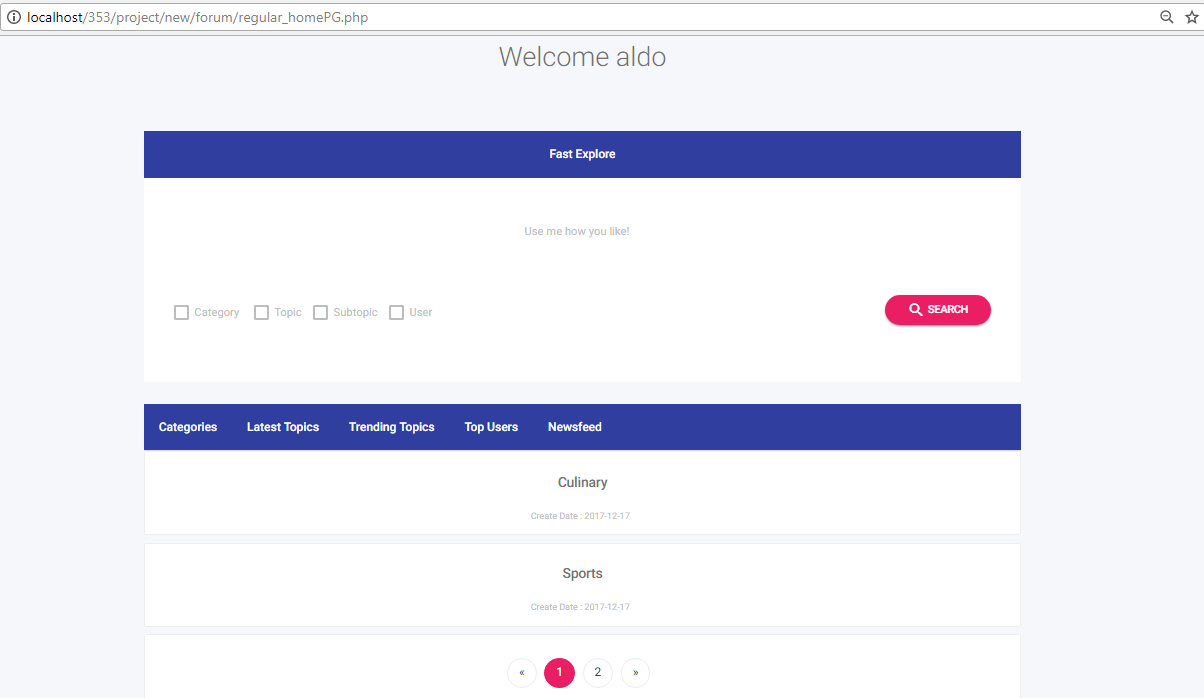 localhost/353/project/new/forum/regular_homePG.php
Welcome aldo
Fast Explore
Use me how you like!
Category Topic Subtopic User SEARCH
Categories Latest Topics Trending Topics Top Users Newsfeed
Culinary
Create Date : 2017-12-17
Sports
Create Date : 2017-12-17
« 1 2 »